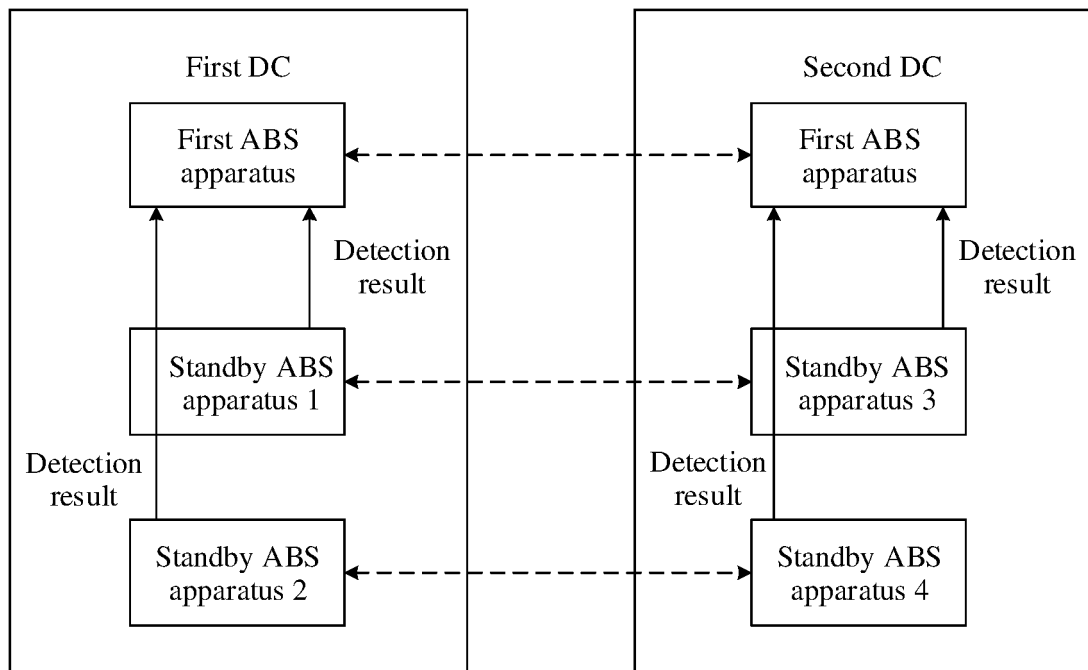 First DC
First ABS
apparatus
Detection
result
Standby ABS
apparatus 1
Detection
result
Standby ABS
apparatus 2
Second DC
First ABS
apparatus
Detection
result
Standby ABS
apparatus 3
Detection
result
Standby ABS
apparatus 4